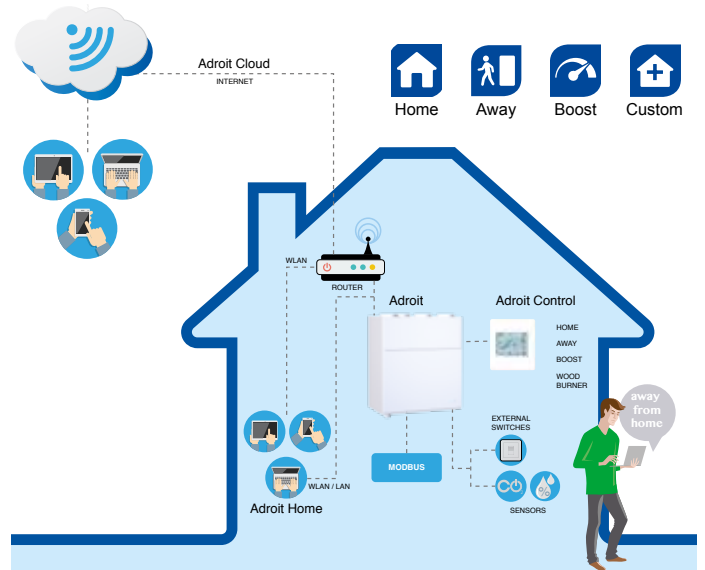 Adroit Cloud
INTERNET
Home
Away
Boost
Custom
WLAN
ROUTER
Adroit
Adroit Control
HOME
AWAY
BOOST
WOOD
BURNER
away
from
home
EXTERNAL
SWITCHES
MODBUS
WLAN / LAN
Adroit Home
%
SENSORS